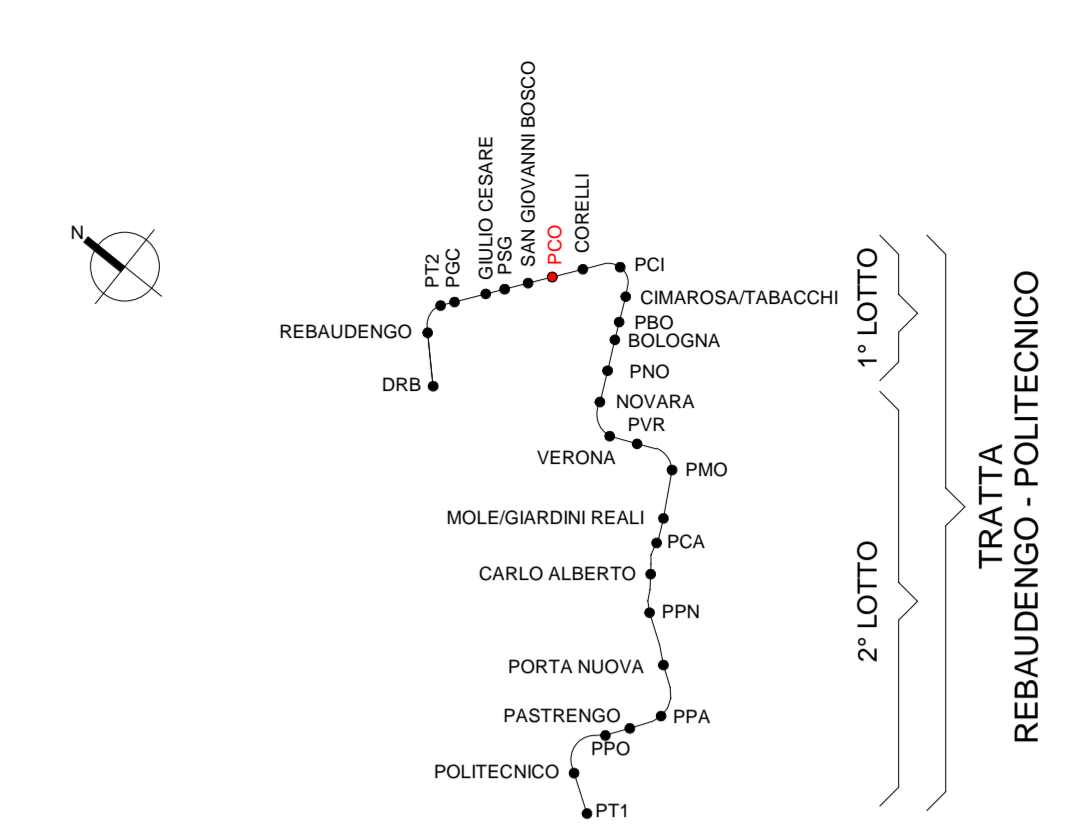 N
PT2
PGC
GIULIO CESARE
PSG
SAN GIOVANNI BOSCO
PCO
CORELLI
PCI
CIMAROSA/TABACCHI
REBAUDENGO
PBO
BOLOGNA
DRB
PNO
NOVARA
PVR
VERONA
PMO
MOLE/GIARDINI REALI
PCA
CARLO ALBERTO
PPN
PORTA NUOVA
PASTRENGO
PPA
PPO
POLITECNICO
PT1
1° LOTTO
2° LOTTO
TRATTA
REBAUDENGO - POLITECNICO